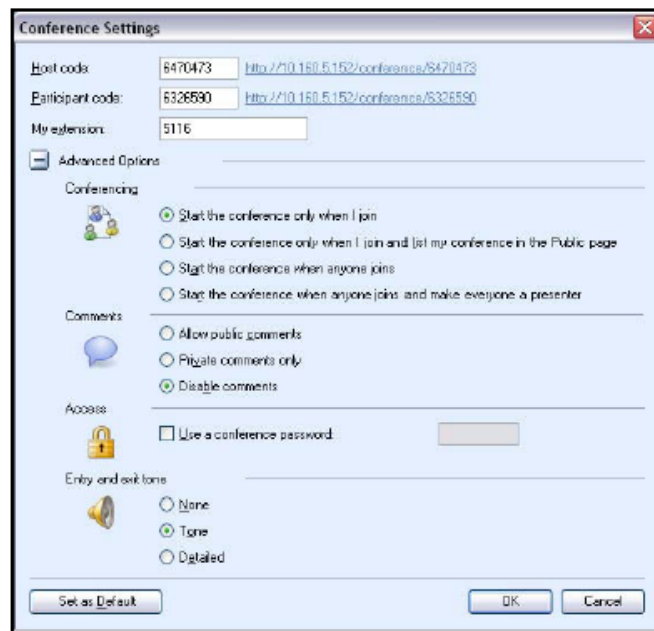 Conference Settings
Host code: 6470473 http://10.160.5.152/conference/6470473
Participant code: 6326590 http://10.160.5.152/conference/6326590
My extension: 5116
Advanced Options
Conferencing
Start the conference only when I join
Start the conference only when I join and list my conference in the Public page
Start the conference when anyone joins
Start the conference when anyone joins and make everyone a presenter
Comments
Allow public comments
Private comments only
Disable comments
Access
Use a conference password:
Entry and exit tone
None
Tone
Detailed
Set as Default OK Cancel